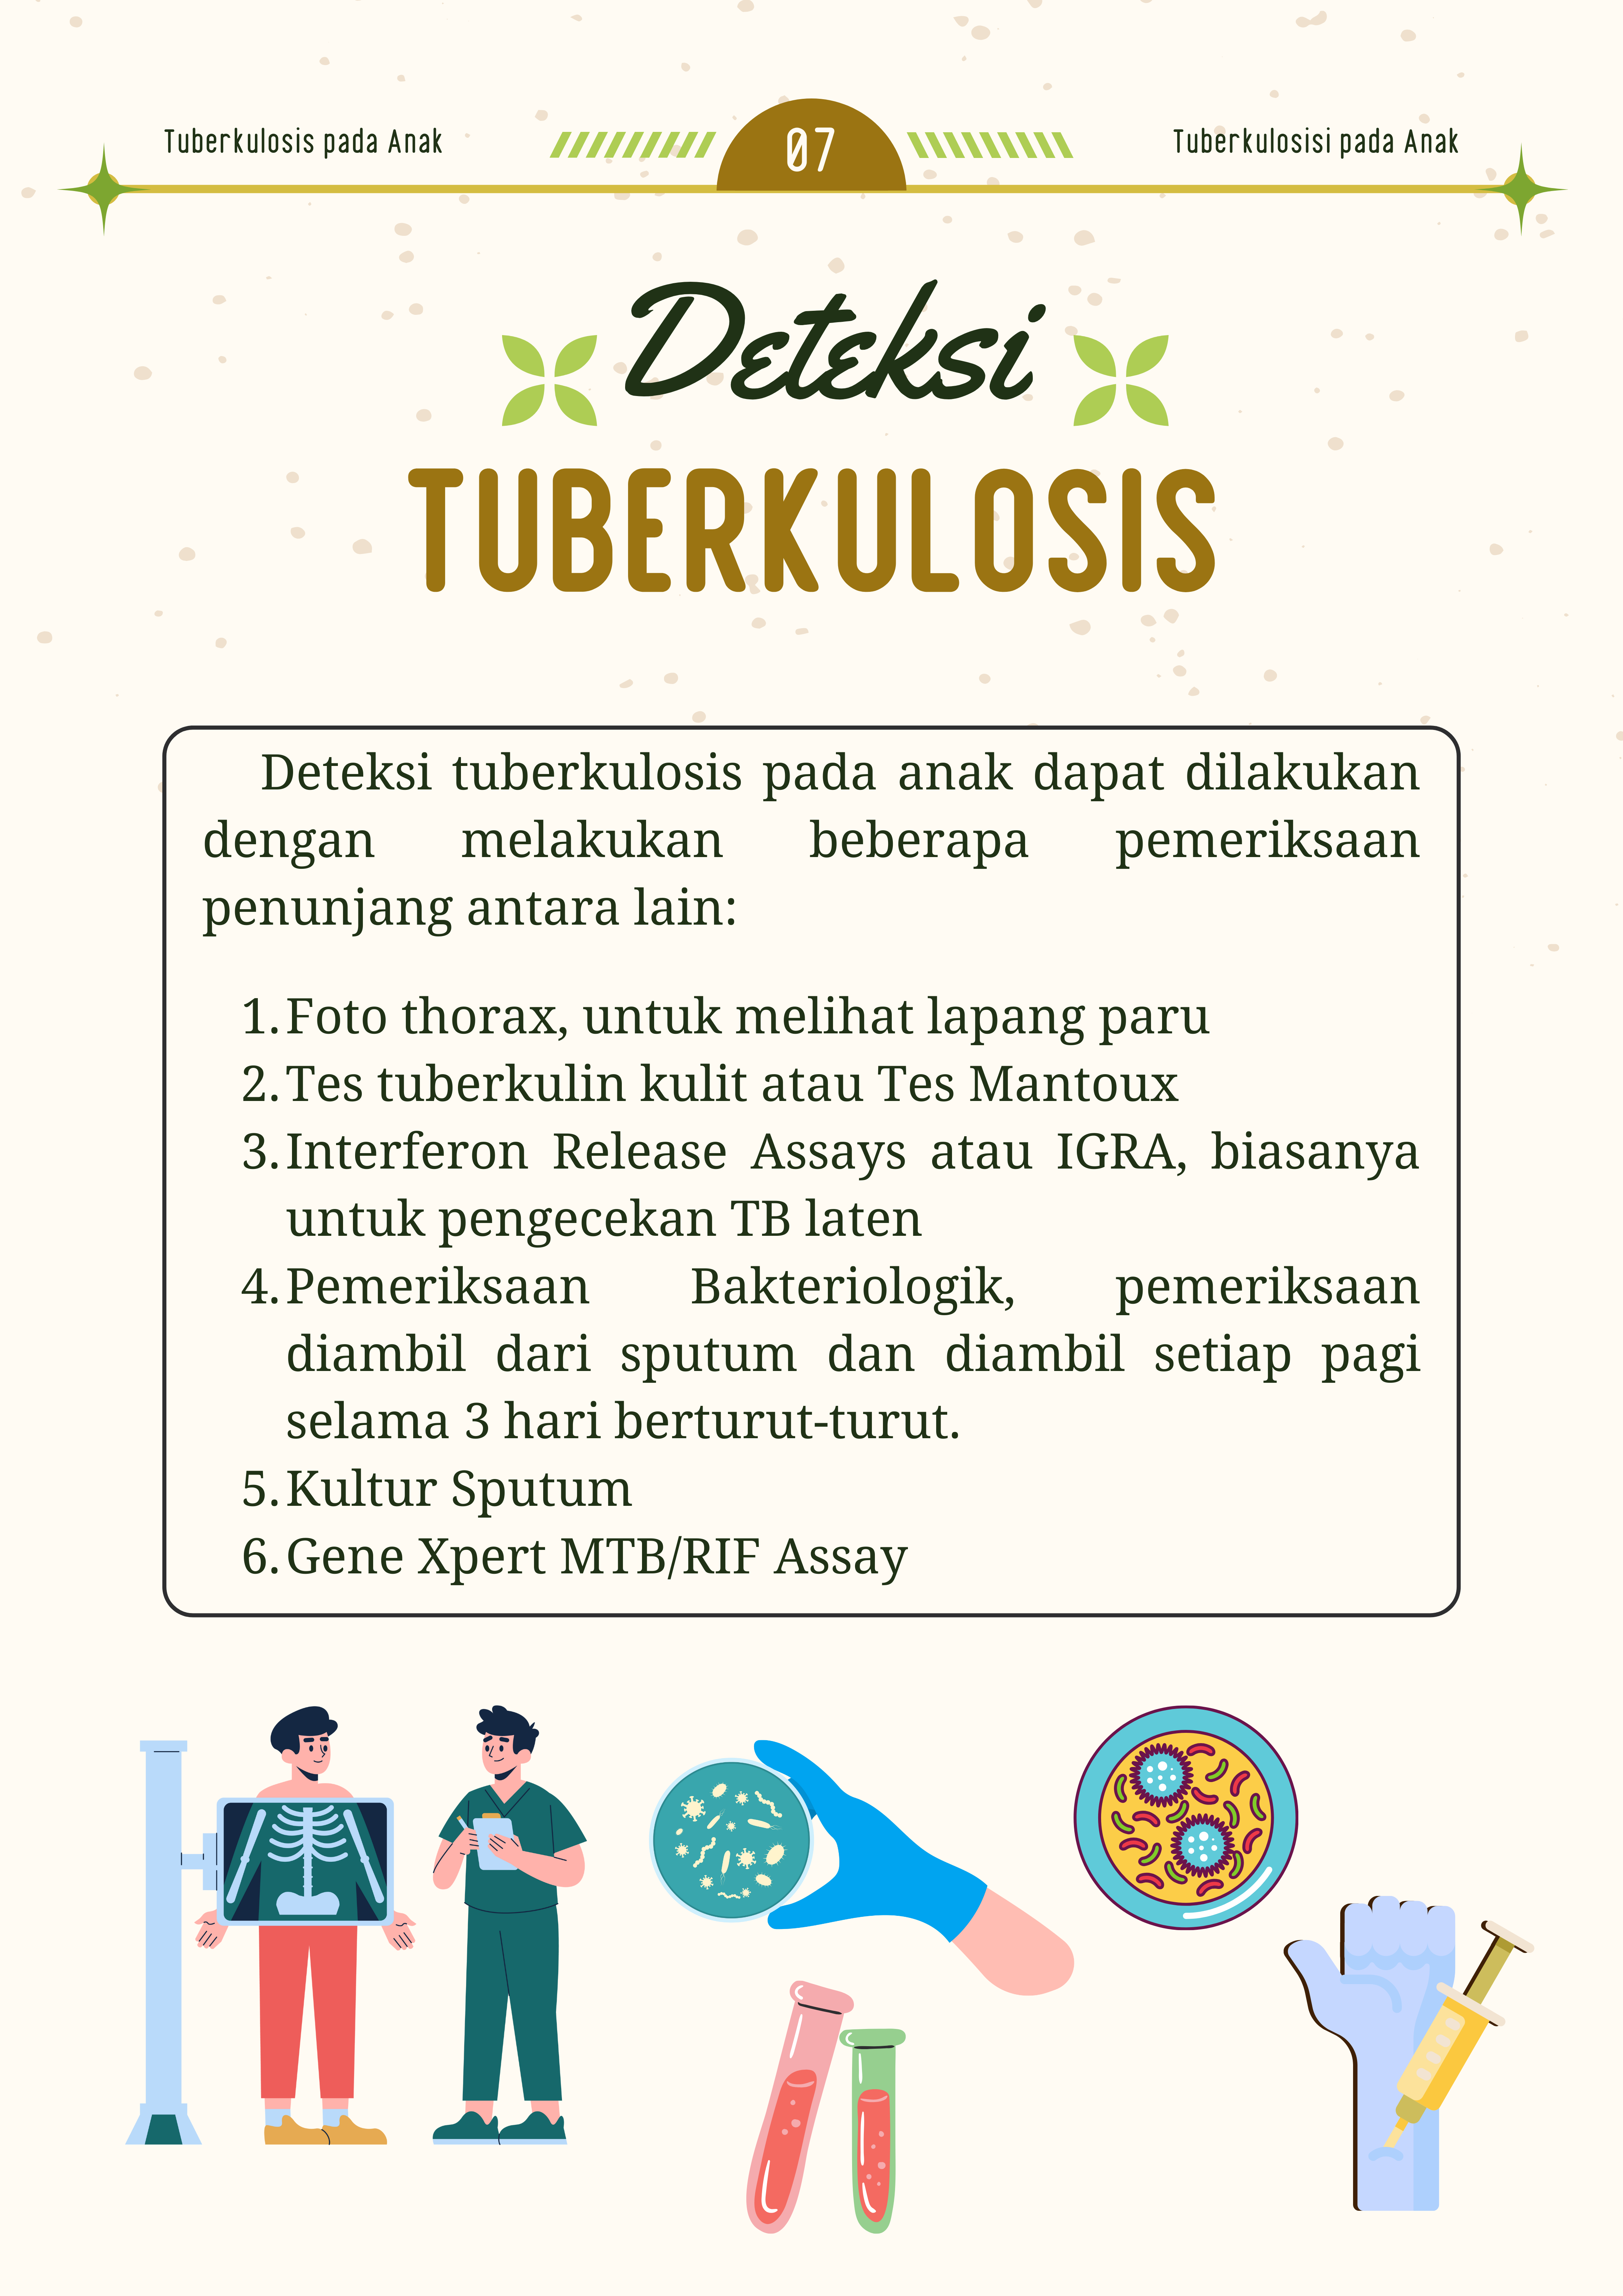 Tuberkulosis pada Anak
07
Tuberkulosisi pada Anak
Deteksi
TUBERKULOSIS
Deteksi tuberkulosis pada anak dapat dilakukan
dengan melakukan beberapa pemeriksaan
penunjang antara lain:
1. Foto thorax, untuk melihat lapang paru
2. Tes tuberkulin kulit atau Tes Mantoux
3. Interferon Release Assays atau IGRA, biasanya
untuk pengecekan TB laten
4. Pemeriksaan Bakteriologik, pemeriksaan
diambil dari sputum dan diambil setiap pagi
selama 3 hari berturut-turut.
5. Kultur Sputum
6. Gene Xpert MTB/RIF Assay